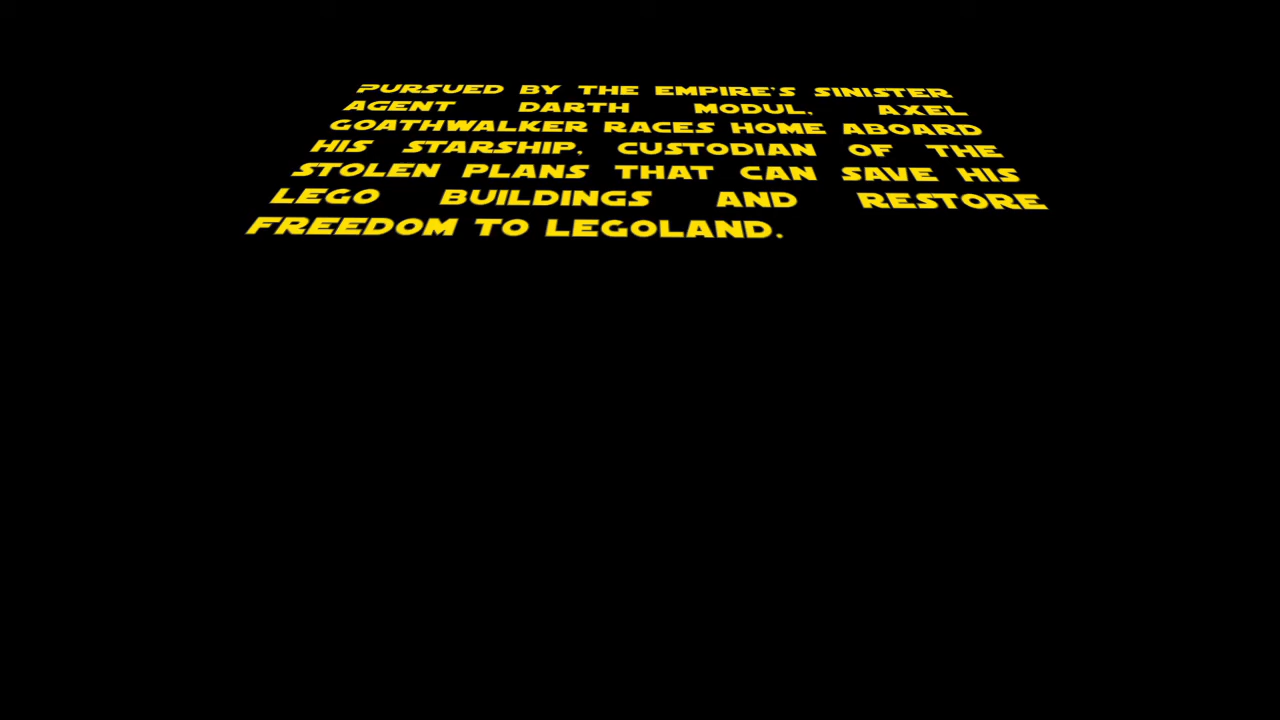 PURSUED BY THE EMPIRE'S SINISTER
AGENT DARTH MODUL, AXEL
GOATHWALKER RACES HOME ABOARD
HIS STARSHIP, CUSTODIAN OF THE
STOLEN PLANS THAT CAN SAVE HIS
LEGO BUILDINGS AND RESTORE
FREEDOM TO LEGOLAND.